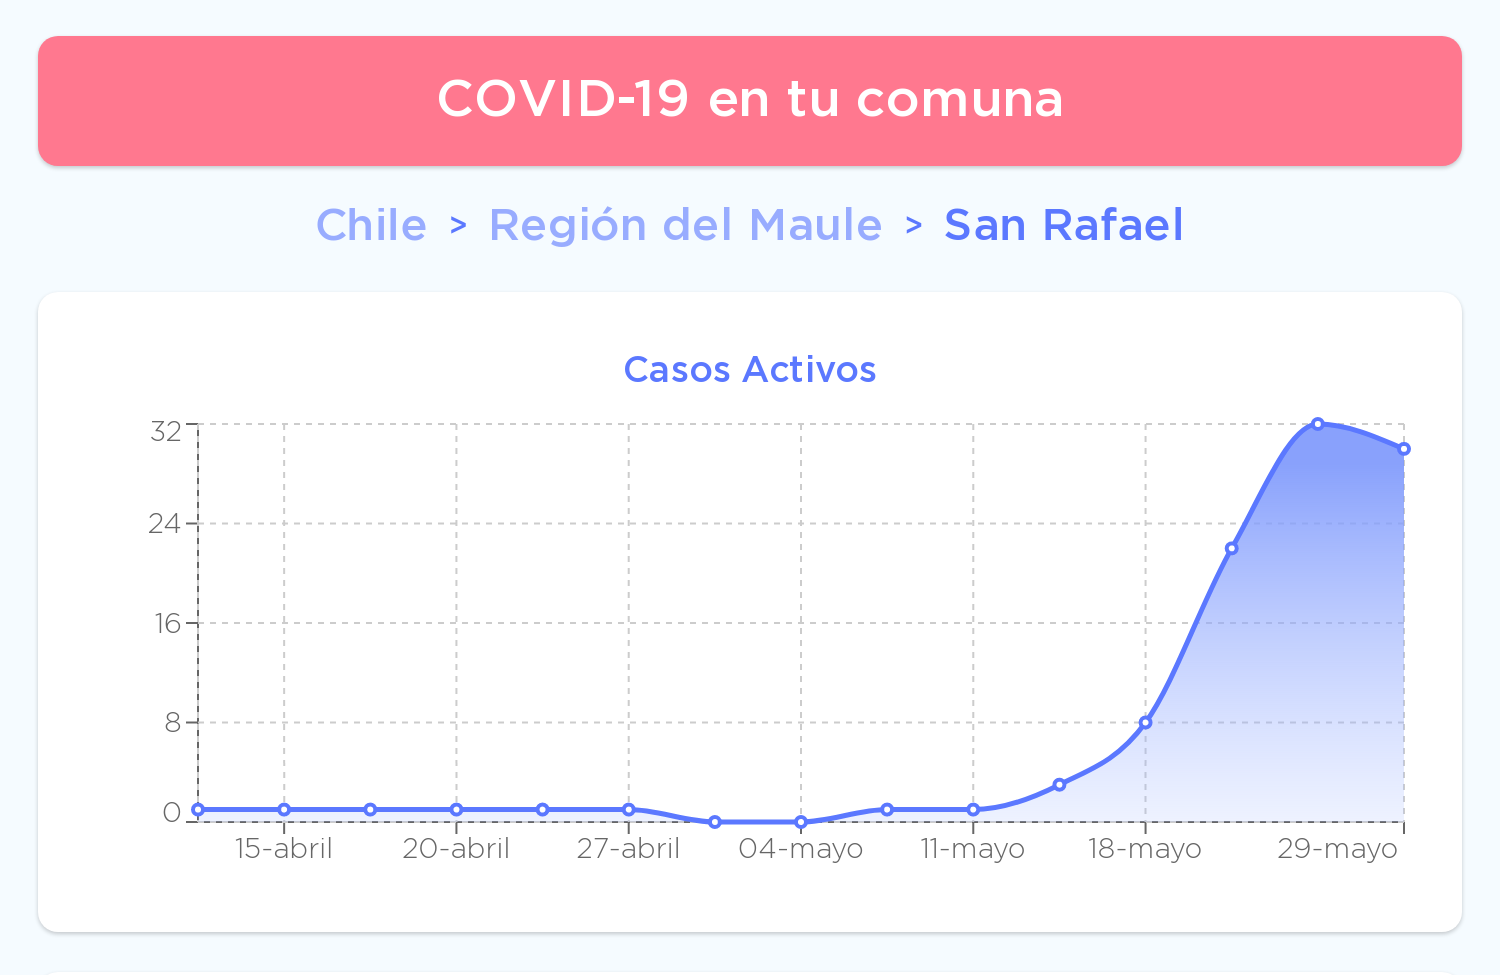 COVID-19 en tu comuna
Chile > Región del Maule > San Rafael
Casos Activos
32
24
16
8
0
15-abril 20-abril 27-abril 04-mayo 11-mayo 18-mayo 29-mayo